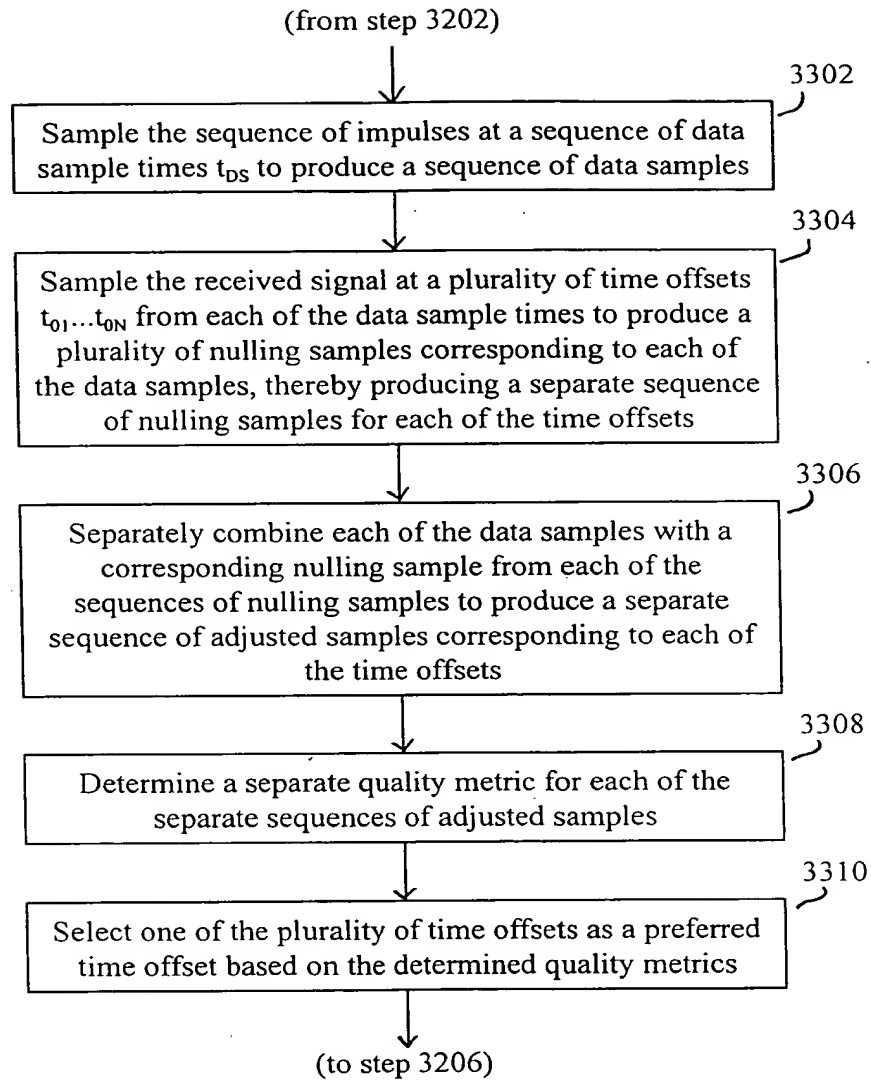 (from step 3202)
3302
Sample the sequence of impulses at a sequence of data
sample times tDS to produce a sequence of data samples
3304
Sample the received signal at a plurality of time offsets
t01...t0N from each of the data sample times to produce a
plurality of nulling samples corresponding to each of
the data samples, thereby producing a separate sequence
of nulling samples for each of the time offsets
3306
Separately combine each of the data samples with a
corresponding nulling sample from each of the
sequences of nulling samples to produce a separate
sequence of adjusted samples corresponding to each of
the time offsets
3308
Determine a separate quality metric for each of the
separate sequences of adjusted samples
3310
Select one of the plurality of time offsets as a preferred
time offset based on the determined quality metrics
(to step 3206)